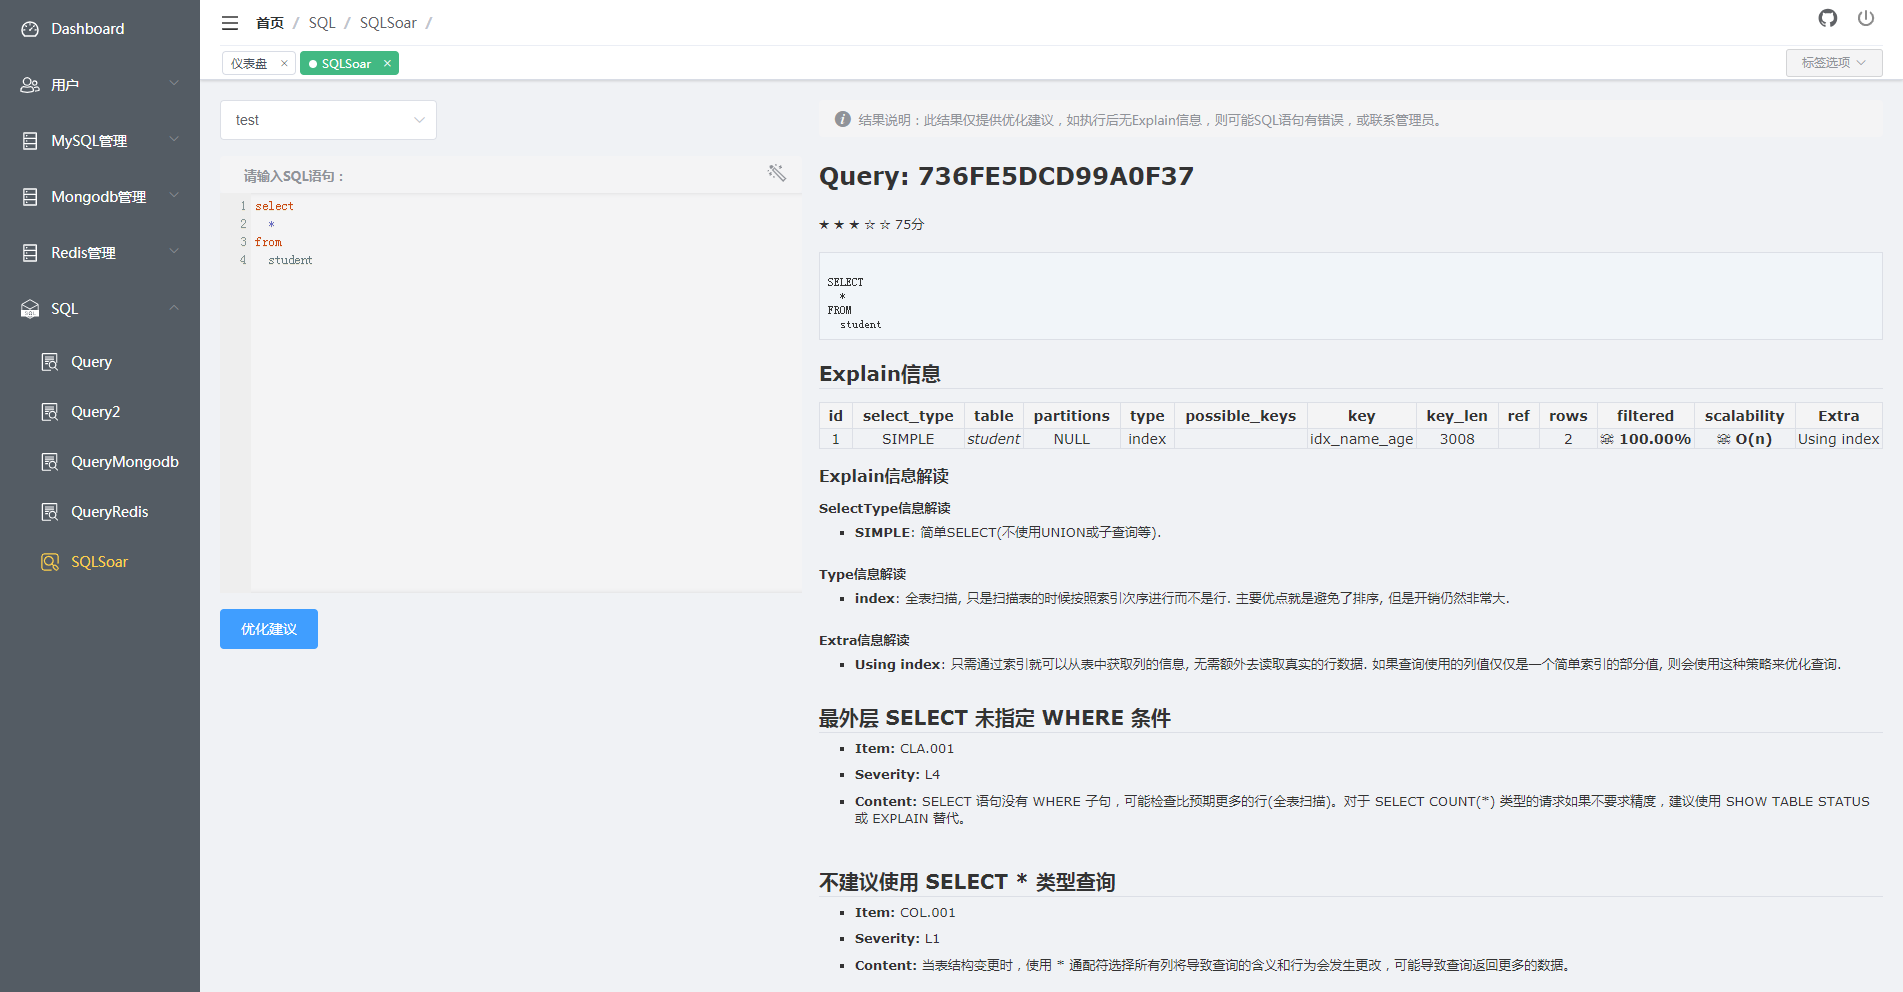 Dashboard
用户
MySQL管理
Mongodb管理
Redis管理
SQL
Query
Query2
QueryMongodb
QueryRedis
SQLSoar
首页 / SQL / SQLSoar /
仪表盘 × SQLSoar ×
标签选项
test
请输入SQL语句：
1 select
2 *
3 from
4 student
优化建议
结果说明：此结果仅提供优化建议，如执行后无Explain信息，则可能SQL语句有错误，或联系管理员。
Query: 736FE5DCD99A0F37
★ ★ ★ ☆ ☆ 75分
SELECT
*
FROM
student
Explain信息
id select_type table partitions type possible_keys key key_len ref rows filtered scalability Extra
1 SIMPLE student NULL index idx_name_age 3008 2 ☠️ 100.00% ☠️ O(n) Using index
Explain信息解读
SelectType信息解读
SIMPLE: 简单SELECT(不使用UNION或子查询等).
Type信息解读
index: 全表扫描, 只是扫描表的时候按照索引次序进行而不是行. 主要优点就是避免了排序, 但是开销仍然非常大.
Extra信息解读
Using index: 只需通过索引就可以从表中获取列的信息, 无需额外去读取真实的行数据. 如果查询使用的列值仅仅是一个简单索引的部分值, 则会使用这种策略来优化查询.
最外层 SELECT 未指定 WHERE 条件
Item: CLA.001
Severity: L4
Content: SELECT 语句没有 WHERE 子句，可能检查比预期更多的行(全表扫描)。对于 SELECT COUNT(*) 类型的请求如果不要求精度，建议使用 SHOW TABLE STATUS
或 EXPLAIN 替代。
不建议使用 SELECT * 类型查询
Item: COL.001
Severity: L1
Content: 当表结构变更时，使用 * 通配符选择所有列将导致查询的含义和行为会发生更改，可能导致查询返回更多的数据。